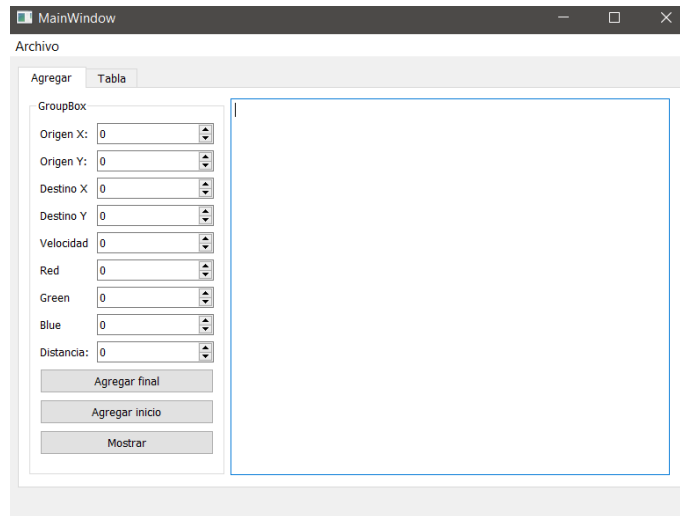 MainWindow
Archivo
Agregar Tabla
GroupBox
Origen X: 0
Origen Y: 0
Destino X 0
Destino Y 0
Velocidad 0
Red 0
Green 0
Blue 0
Distancia: 0
Agregar final
Agregar inicio
Mostrar